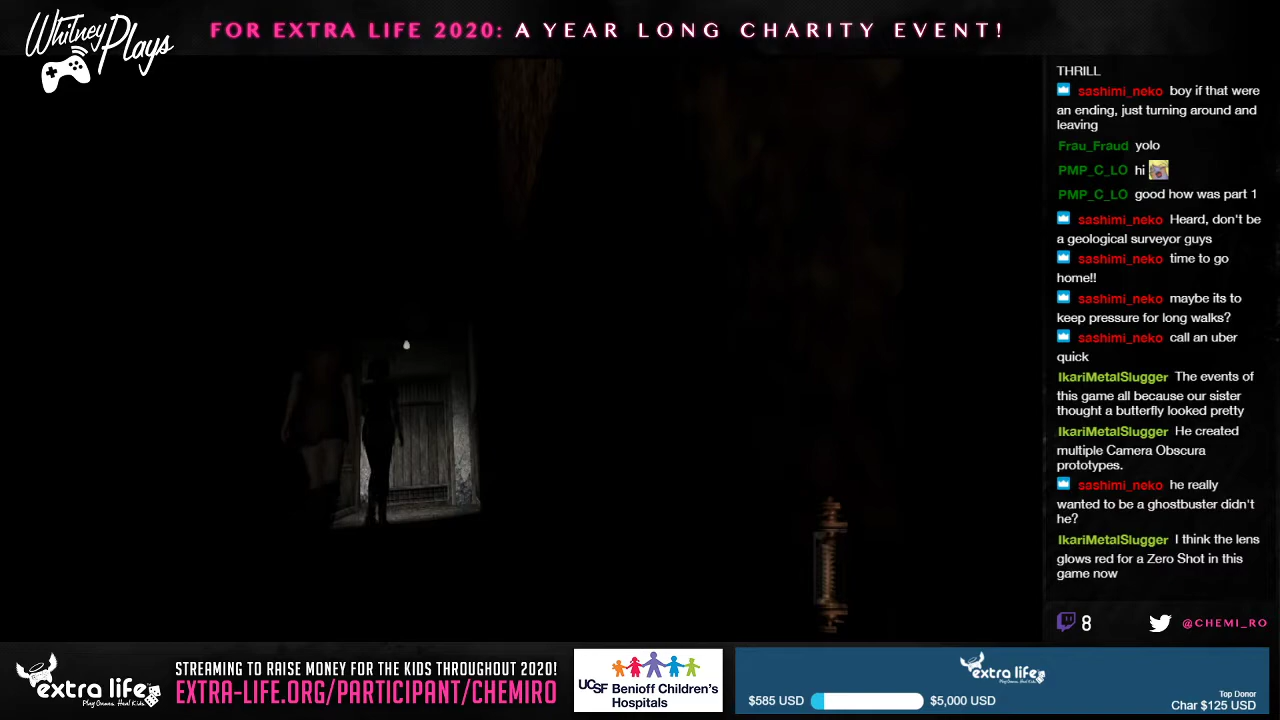 Whitney Plays
FOR EXTRA LIFE 2020: A YEAR LONG CHARITY EVENT!
THRILL
sashimi_neko boy if that were
an ending, just turning around and
leaving
Frau_Fraud yolo
PMP_C_LO hi
PMP_C_LO good how was part 1
sashimi_neko Heard, don't be
a geological surveyor guys
sashimi_neko time to go
home!!
sashimi_neko maybe its to
keep pressure for long walks?
sashimi_neko call an uber
quick
IkariMetalSlugger The events of
this game all because our sister
thought a butterfly looked pretty
IkariMetalSlugger He created
multiple Camera Obscura
prototypes.
sashimi_neko he really
wanted to be a ghostbuster didn't
he?
IkariMetalSlugger I think the lens
glows red for a Zero Shot in this
game now
8 @CHEMI_RO
extra life
Play Games. Heal Kids.
STREAMING TO RAISE MONEY FOR THE KIDS THROUGHOUT 2020!
EXTRA-LIFE.ORG/PARTICIPANT/CHEMIRO
UCSF Benioff Children's
Hospitals
extra life
$585 USD $5,000 USD
Top Donor
Char $125 USD